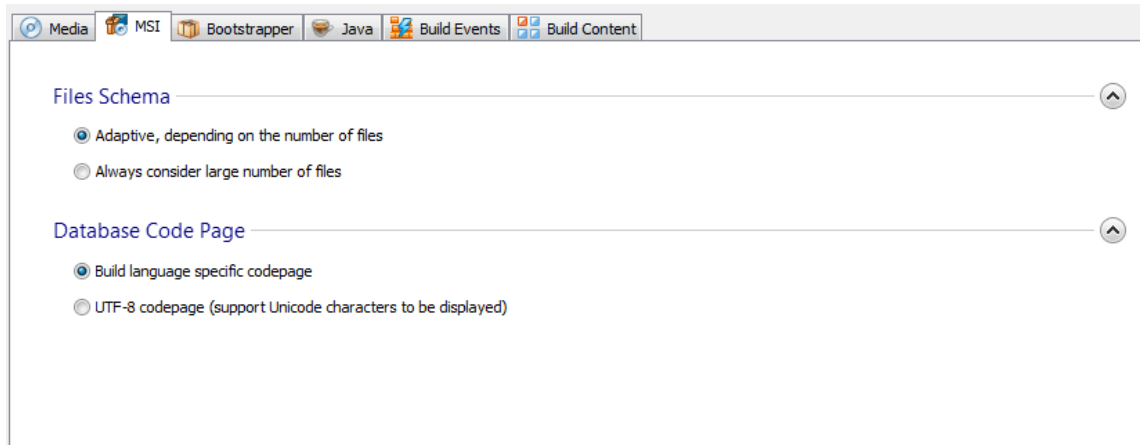 Media MSI Bootstrapper Java Build Events Build Content
Files Schema
Adaptive, depending on the number of files
Always consider large number of files
Database Code Page
Build language specific codepage
UTF-8 codepage (support Unicode characters to be displayed)